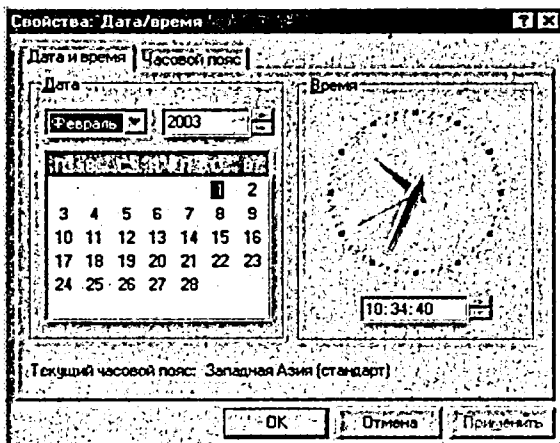 Свойства: Дата/время
Дата и время Часовой пояс
Дата Время
Февраль 2003
1 2
3 4 5 6 7 8 9
10 11 12 13 14 15 16
17 18 19 20 21 22 23
24 25 26 27 28
10:34:40
Текущий часовой пояс: Западная Азия (стандарт)
OK Отмена Применить